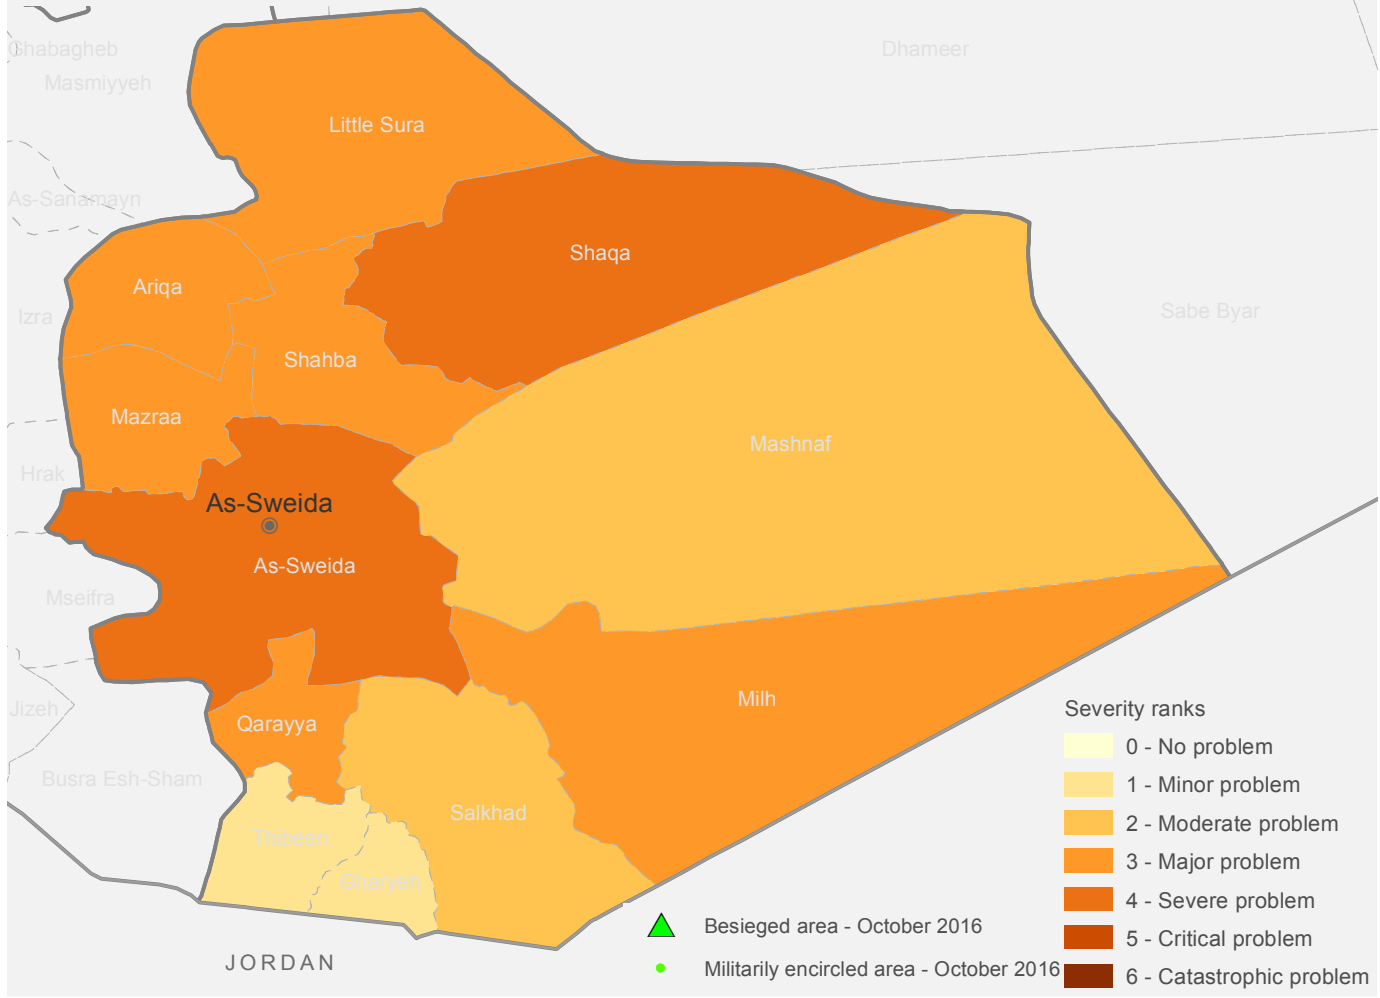 Ghabagheb
Dhameer
Masmiyyeh
Little Sura
As-Sanamayn
Shaqa
Ariqa
Izra
Sabe Byar
Shahba
Mazraa
Mashnaf
Hrak
As-Sweida
As-Sweida
Mseifra
Milh
Jizeh
Qarayya
Busra Esh-Sham
Salkhad
Thibeen
Gharyeh
JORDAN
Besieged area - October 2016
Militarily encircled area - October 2016
Severity ranks
0 - No problem
1 - Minor problem
2 - Moderate problem
3 - Major problem
4 - Severe problem
5 - Critical problem
6 - Catastrophic problem